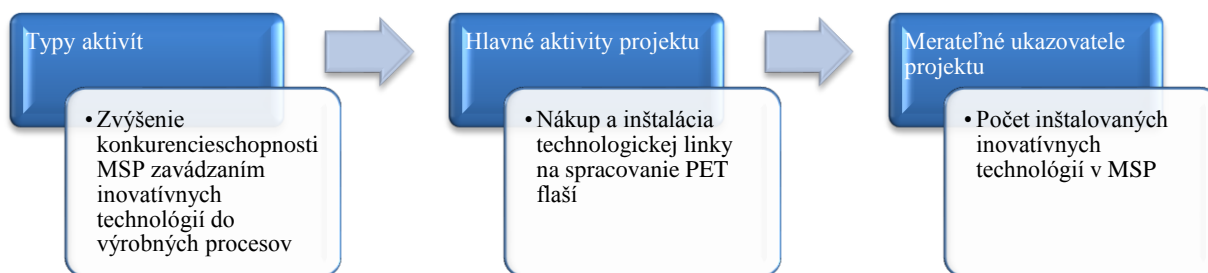 Typy aktivít
• Zvýšenie
konkurencieschopnosti
MSP zavádzaním
inovatívnych
technológií do
výrobných procesov
Hlavné aktivity projektu
• Nákup a inštalácia
technologickej linky
na spracovanie PET
flaší
Merateľné ukazovatele
projektu
• Počet inštalovaných
inovatívnych
technológií v MSP